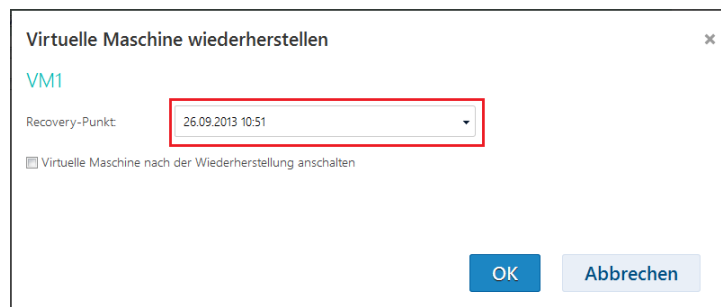 Virtuelle Maschine wiederherstellen
VM1
Recovery-Punkt: 26.09.2013 10:51
Virtuelle Maschine nach der Wiederherstellung anschalten
OK Abbrechen